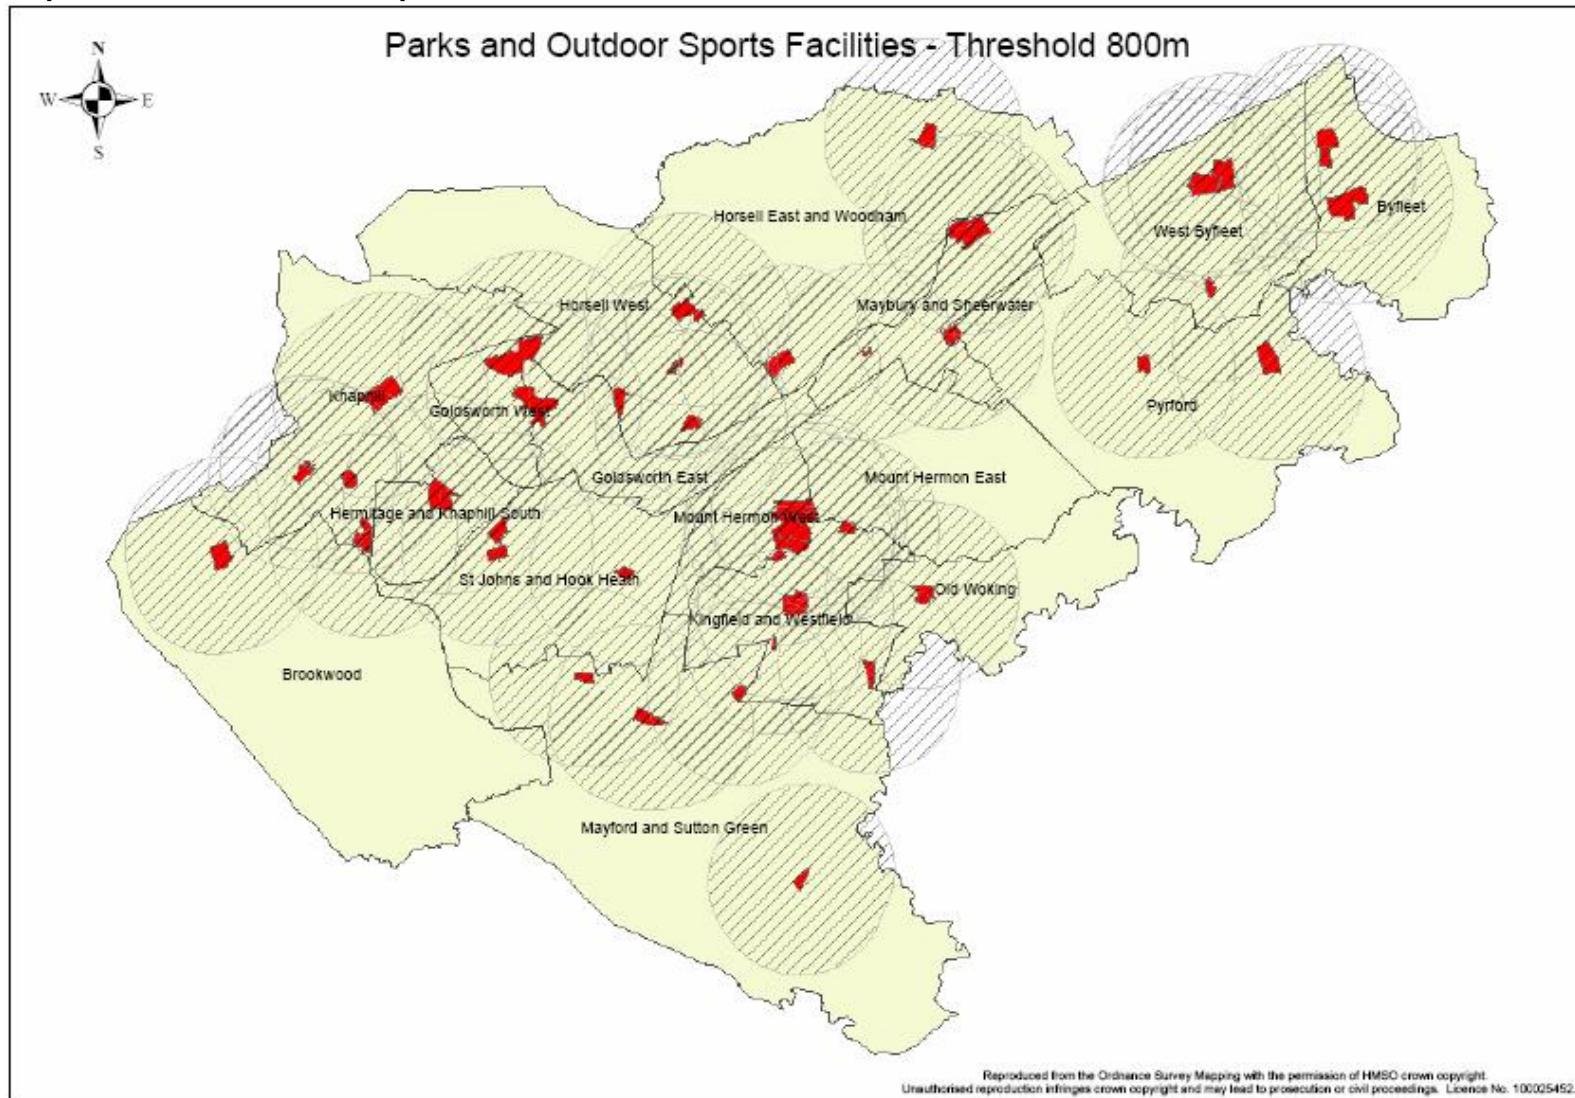 Parks and Outdoor Sports Facilities - Threshold 800m
N
W
E
S
Horsell East and Woodham
Byfleet
West Byfleet
Horsell West
Maybury and Sheerwater
Knaphill
Goldsworth West
Pyrford
Goldsworth East
Mount Hermon East
Hermitage and Knaphill South
Mount Hermon West
St Johns and Hook Heath
Old Woking
Kingfield and Westfield
Brookwood
Mayford and Sutton Green
Reproduced from the Ordnance Survey Mapping with the permission of HMSO crown copyright.
Unauthorised reproduction infringes crown copyright and may lead to prosecution or civil proceedings. Licence No. 100025452.